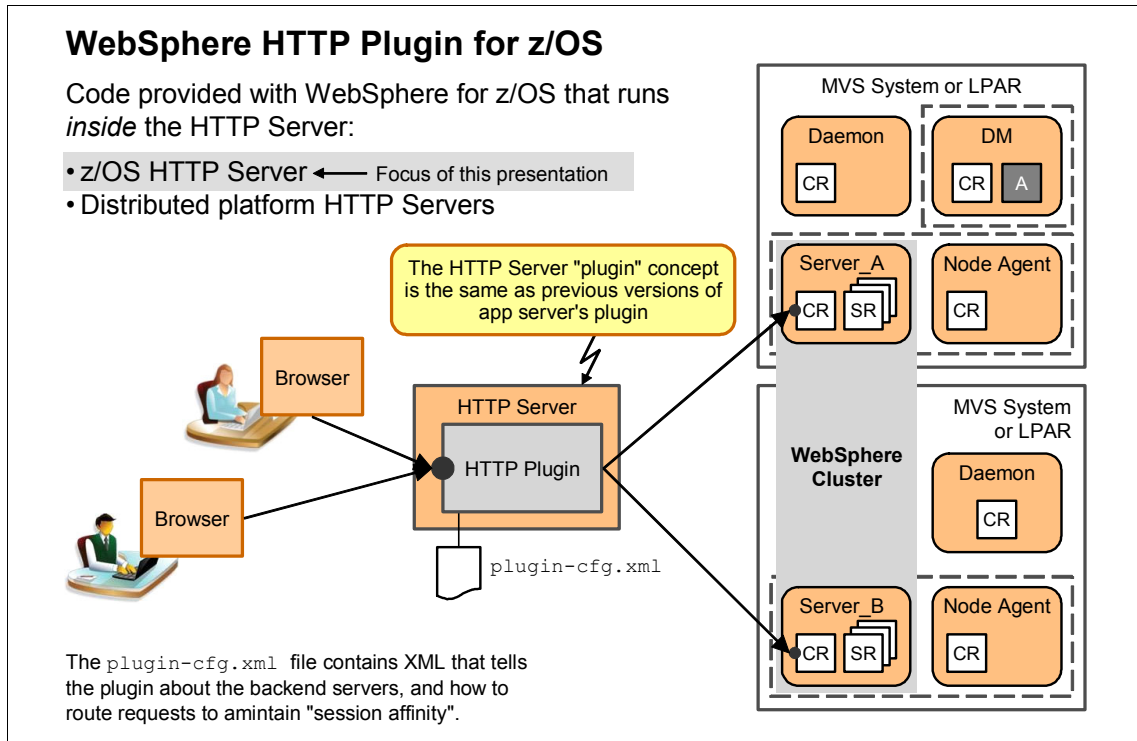 WebSphere HTTP Plugin for z/OS
Code provided with WebSphere for z/OS that runs
inside the HTTP Server:
• z/OS HTTP Server
Focus of this presentation
• Distributed platform HTTP Servers
The HTTP Server "plugin" concept
is the same as previous versions of
app server's plugin
Browser
Browser
HTTP Server
HTTP Plugin
plugin-cfg.xml
The plugin-cfg.xml file contains XML that tells
the plugin about the backend servers, and how to
route requests to amintain "session affinity".
MVS System or LPAR
Daemon
CR
DM
CR
A
Server_A
CR
SR
Node Agent
CR
WebSphere
Cluster
MVS System
or LPAR
Daemon
CR
Server_B
CR
SR
Node Agent
CR